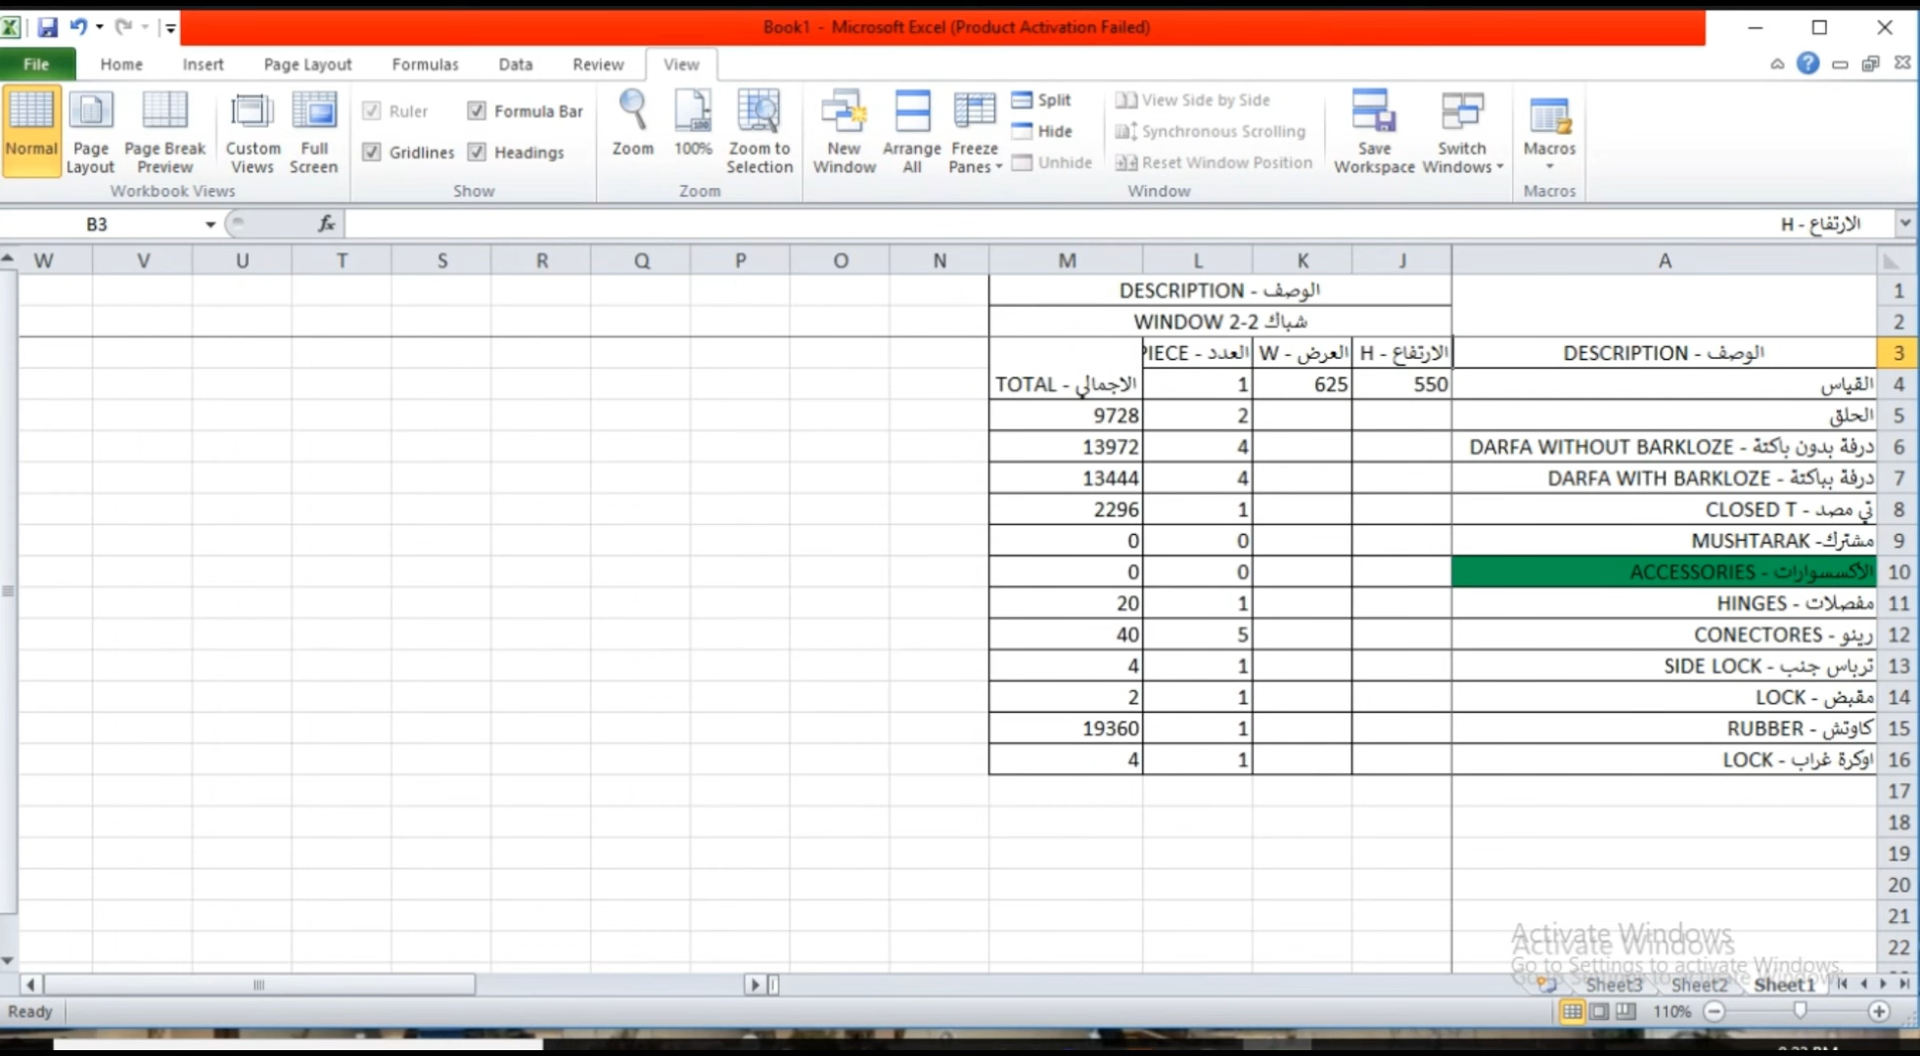 Book1 - Microsoft Excel (Product Activation Failed)
File Home Insert Page Layout Formulas Data Review View
Normal Page Layout Page Break Preview Custom Views Full Screen
Workbook Views
Ruler Formula Bar
Gridlines Headings
Show
Zoom 100% Zoom to Selection
Zoom
New Window Arrange All Freeze Panes
Split
Hide
Unhide
View Side by Side
Synchronous Scrolling
Reset Window Position
Window
Save Workspace Switch Windows
Macros
Macros
B3 fx الارتفاع - H
W V U T S R Q P O N M L K J A
1 الوصف - DESCRIPTION
2 شباك 2-2 WINDOW
3 الوصف - DESCRIPTION الارتفاع - H العرض - W العدد - PIECE
4 القياس 550 625 1 الاجمالي - TOTAL
5 الحلق 2 9728
6 درفة بدون باكتة - DARFA WITHOUT BARKLOZE 4 13972
7 درفة بباكتة - DARFA WITH BARKLOZE 4 13444
8 تي مصد - CLOSED T 1 2296
9 مشترك- MUSHTARAK 0 0
10 الأكسسوارات - ACCESSORIES 0 0
11 مفصلات - HINGES 1 20
12 رينو - CONECTORES 5 40
13 ترباس جنب - SIDE LOCK 1 4
14 مقبض - LOCK 1 2
15 كاوتش - RUBBER 1 19360
16 اوكرة غراب - LOCK 1 4
17
18
19
20
21
22
Activate Windows
Go to Settings to activate Windows.
Sheet3 Sheet2 Sheet1
Ready 110%